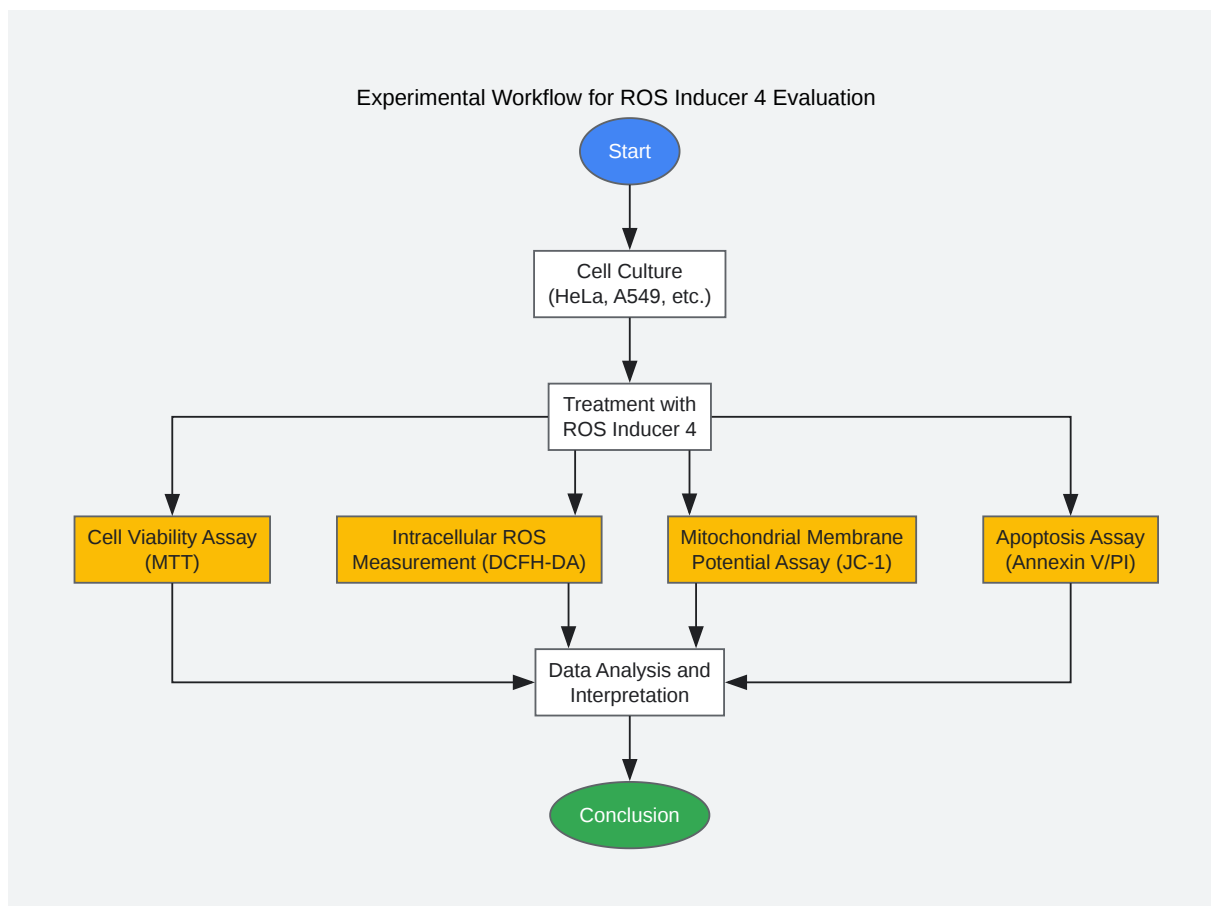 Experimental Workflow for ROS Inducer 4 Evaluation
Start
Cell Culture
(HeLa, A549, etc.)
Treatment with
ROS Inducer 4
Cell Viability Assay
(MTT)
Intracellular ROS
Measurement (DCFH-DA)
Mitochondrial Membrane
Potential Assay (JC-1)
Apoptosis Assay
(Annexin V/PI)
Data Analysis and
Interpretation
Conclusion